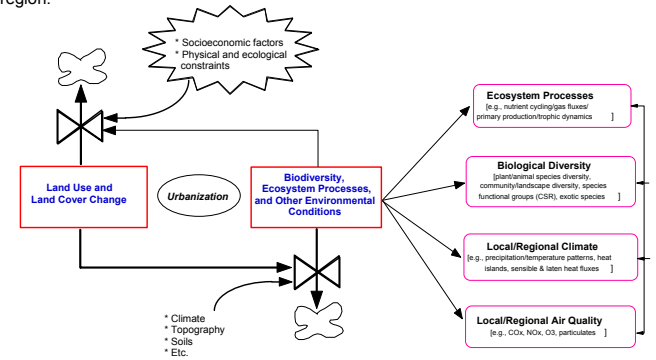 region.
* Socioeconomic factors
* Physical and ecological
constraints
Land Use and
Land Cover Change
Urbanization
Biodiversity,
Ecosystem Processes,
and Other Environmental
Conditions
* Climate
* Topography
* Soils
* Etc.
Ecosystem Processes
[e.g., nutrient cycling/gas fluxes/
primary production/trophic dynamics ]
Biological Diversity
[plant/animal species diversity,
community/landscape diversity, species
functional groups (CSR), exotic species ]
Local/Regional Climate
[e.g., precipitation/temperature patterns, heat
islands, sensible & laten heat fluxes ]
Local/Regional Air Quality
[e.g., COx, NOx, O3, particulates ]